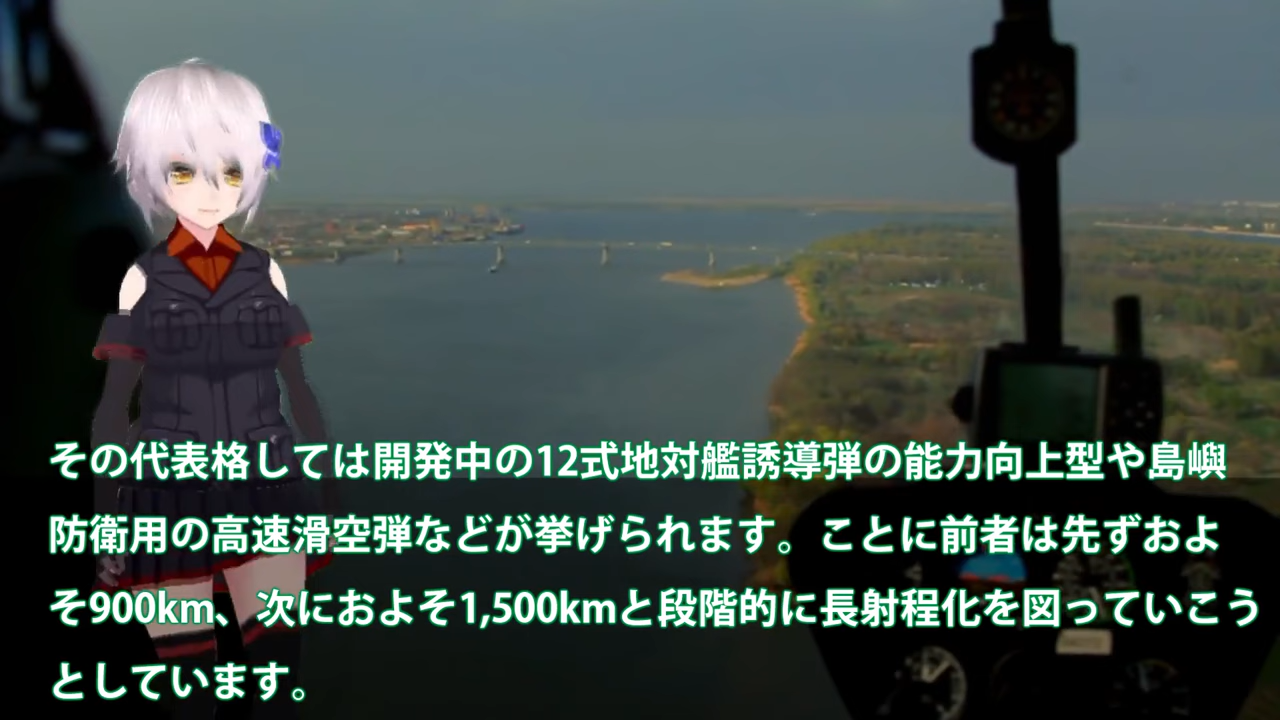 その代表格しては開発中の12式地対艦誘導弾の能力向上型や島嶼
防衛用の高速滑空弾などが挙げられます。ことに前者は先ずおよ
そ900km、次におよそ1,500kmと段階的に長射程化を図っていこう
としています。